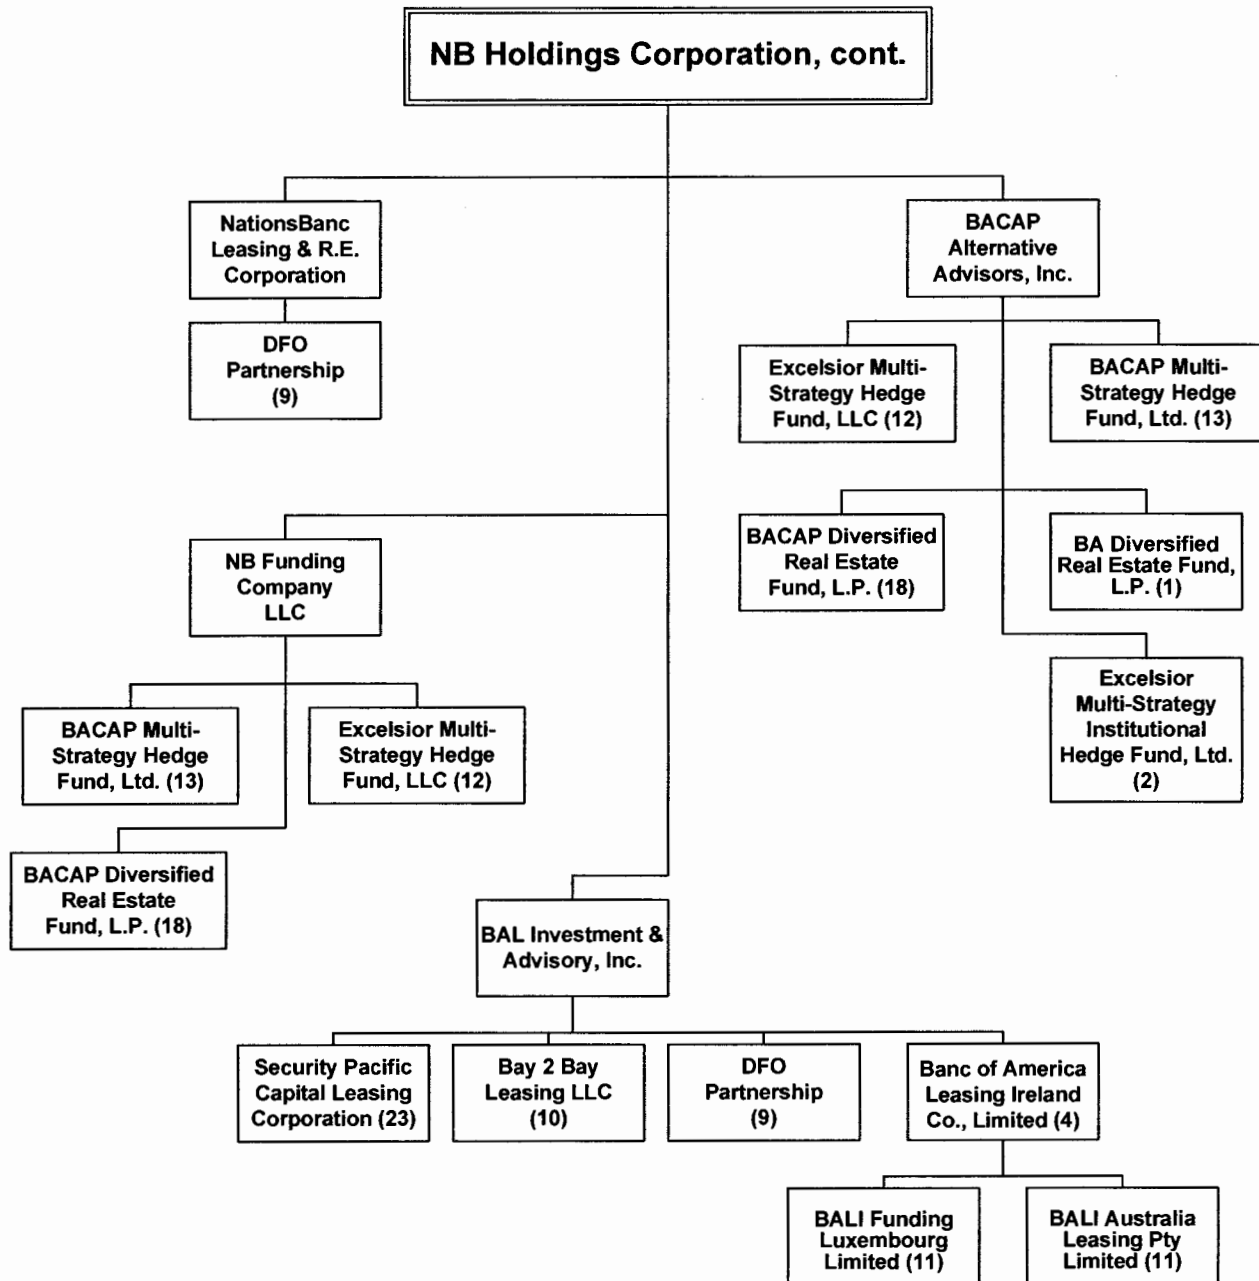 NB Holdings Corporation, cont.
NationsBanc
Leasing & R.E.
Corporation
DFO
Partnership
(9)
BACAP
Alternative
Advisors, Inc.
Excelsior Multi-
Strategy Hedge
Fund, LLC (12)
BACAP Multi-
Strategy Hedge
Fund, Ltd. (13)
BACAP Diversified
Real Estate
Fund, L.P. (18)
BA Diversified
Real Estate Fund,
L.P. (1)
Excelsior
Multi-Strategy
Institutional
Hedge Fund, Ltd.
(2)
NB Funding
Company
LLC
BACAP Multi-
Strategy Hedge
Fund, Ltd. (13)
Excelsior Multi-
Strategy Hedge
Fund, LLC (12)
BACAP Diversified
Real Estate
Fund, L.P. (18)
BAL Investment &
Advisory, Inc.
Security Pacific
Capital Leasing
Corporation (23)
Bay 2 Bay
Leasing LLC
(10)
DFO
Partnership
(9)
Banc of America
Leasing Ireland
Co., Limited (4)
BALI Funding
Luxembourg
Limited (11)
BALI Australia
Leasing Pty
Limited (11)